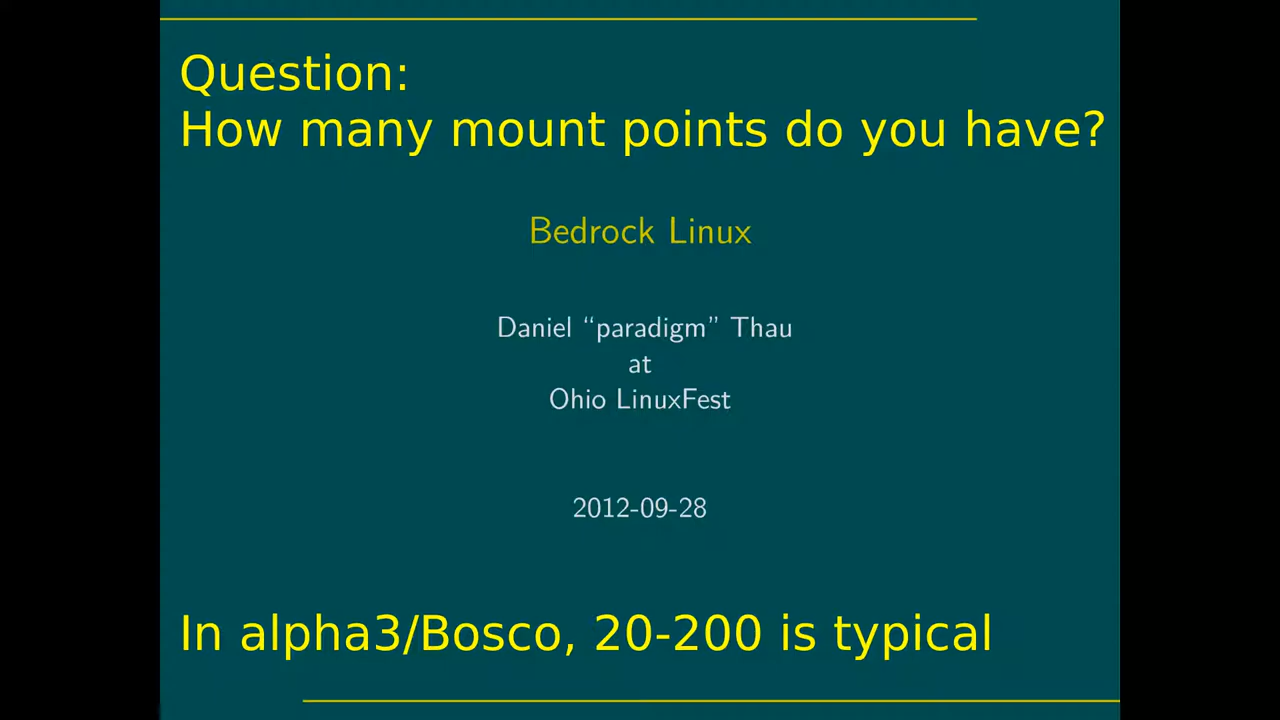 Question:
How many mount points do you have?
Bedrock Linux
Daniel “paradigm” Thau
at
Ohio LinuxFest
2012-09-28
In alpha3/Bosco, 20-200 is typical